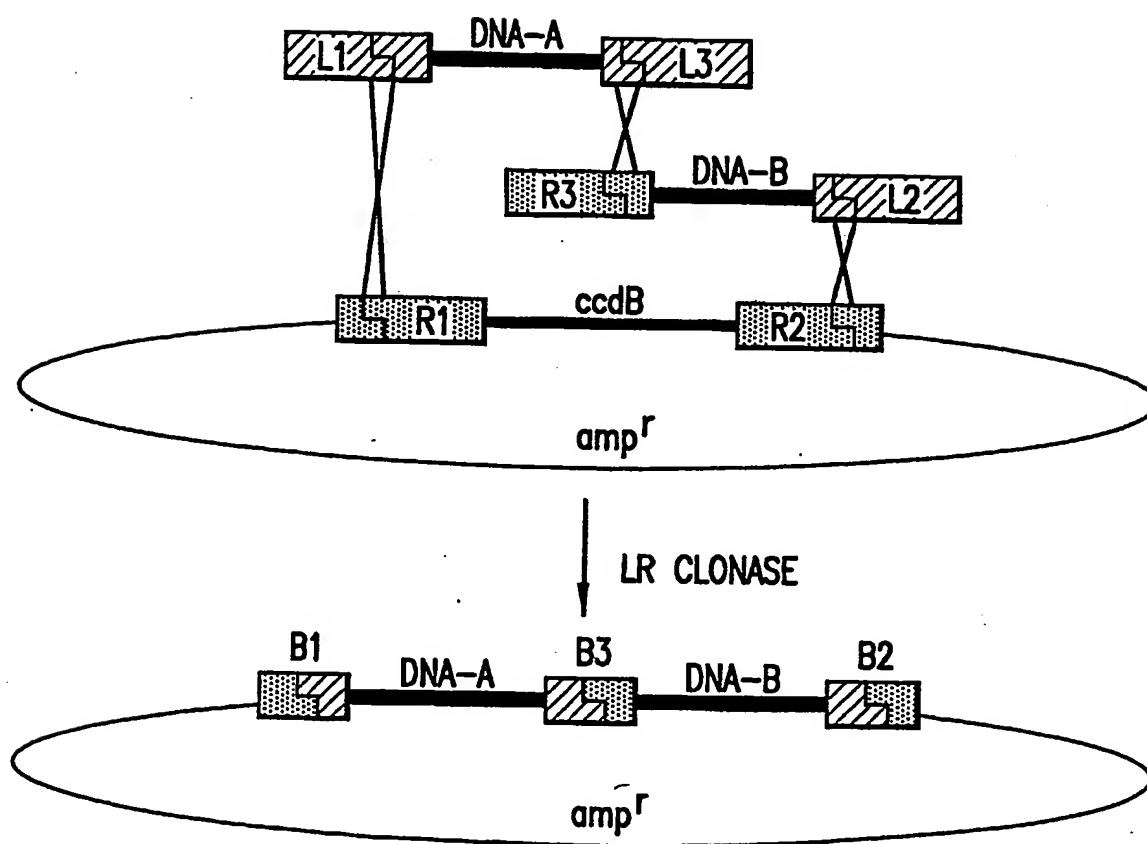 DNA-A
L1 L3
DNA-B
R3 L2
ccdB
R1 R2
amp^r
LR CLONASE
B1 B3 B2
DNA-A DNA-B
amp^r